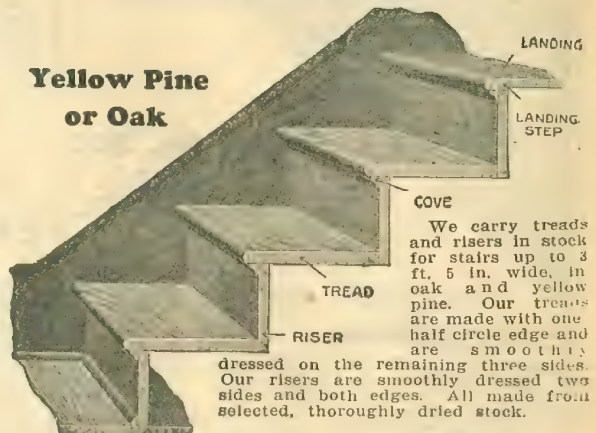 Yellow Pine
or Oak
LANDING
LANDING
STEP
COVE
TREAD
RISER
We carry treads
and risers in stock
for stairs up to 3
ft. 5 in. wide, in
oak and yellow
pine. Our treads
are made with one
half circle edge and
are smoothly
dressed on the remaining three sides.
Our risers are smoothly dressed two
sides and both edges. All made from
selected, thoroughly dried stock.